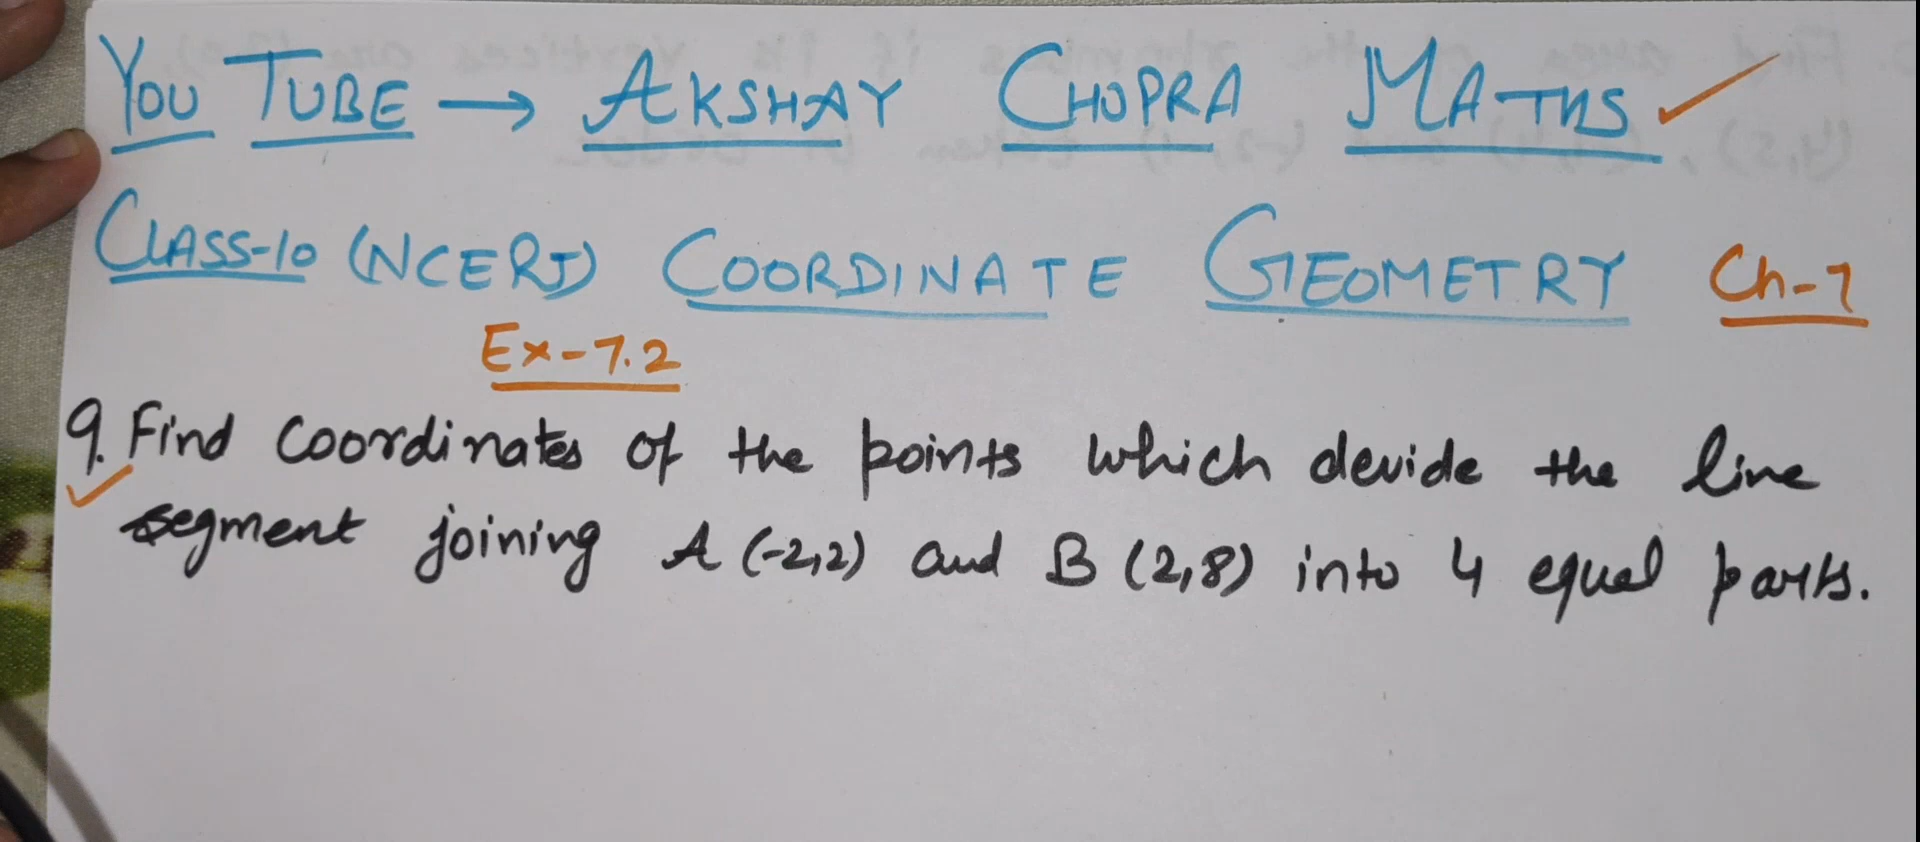 YOU TUBE → AKSHAY CHOPRA MATHS
CLASS-10 (NCERT) COORDINATE GEOMETRY Ch-7
Ex-7.2
9. Find coordinates of the points which devide the line
segment joining A (-2,2) and B (2,8) into 4 equal parts.